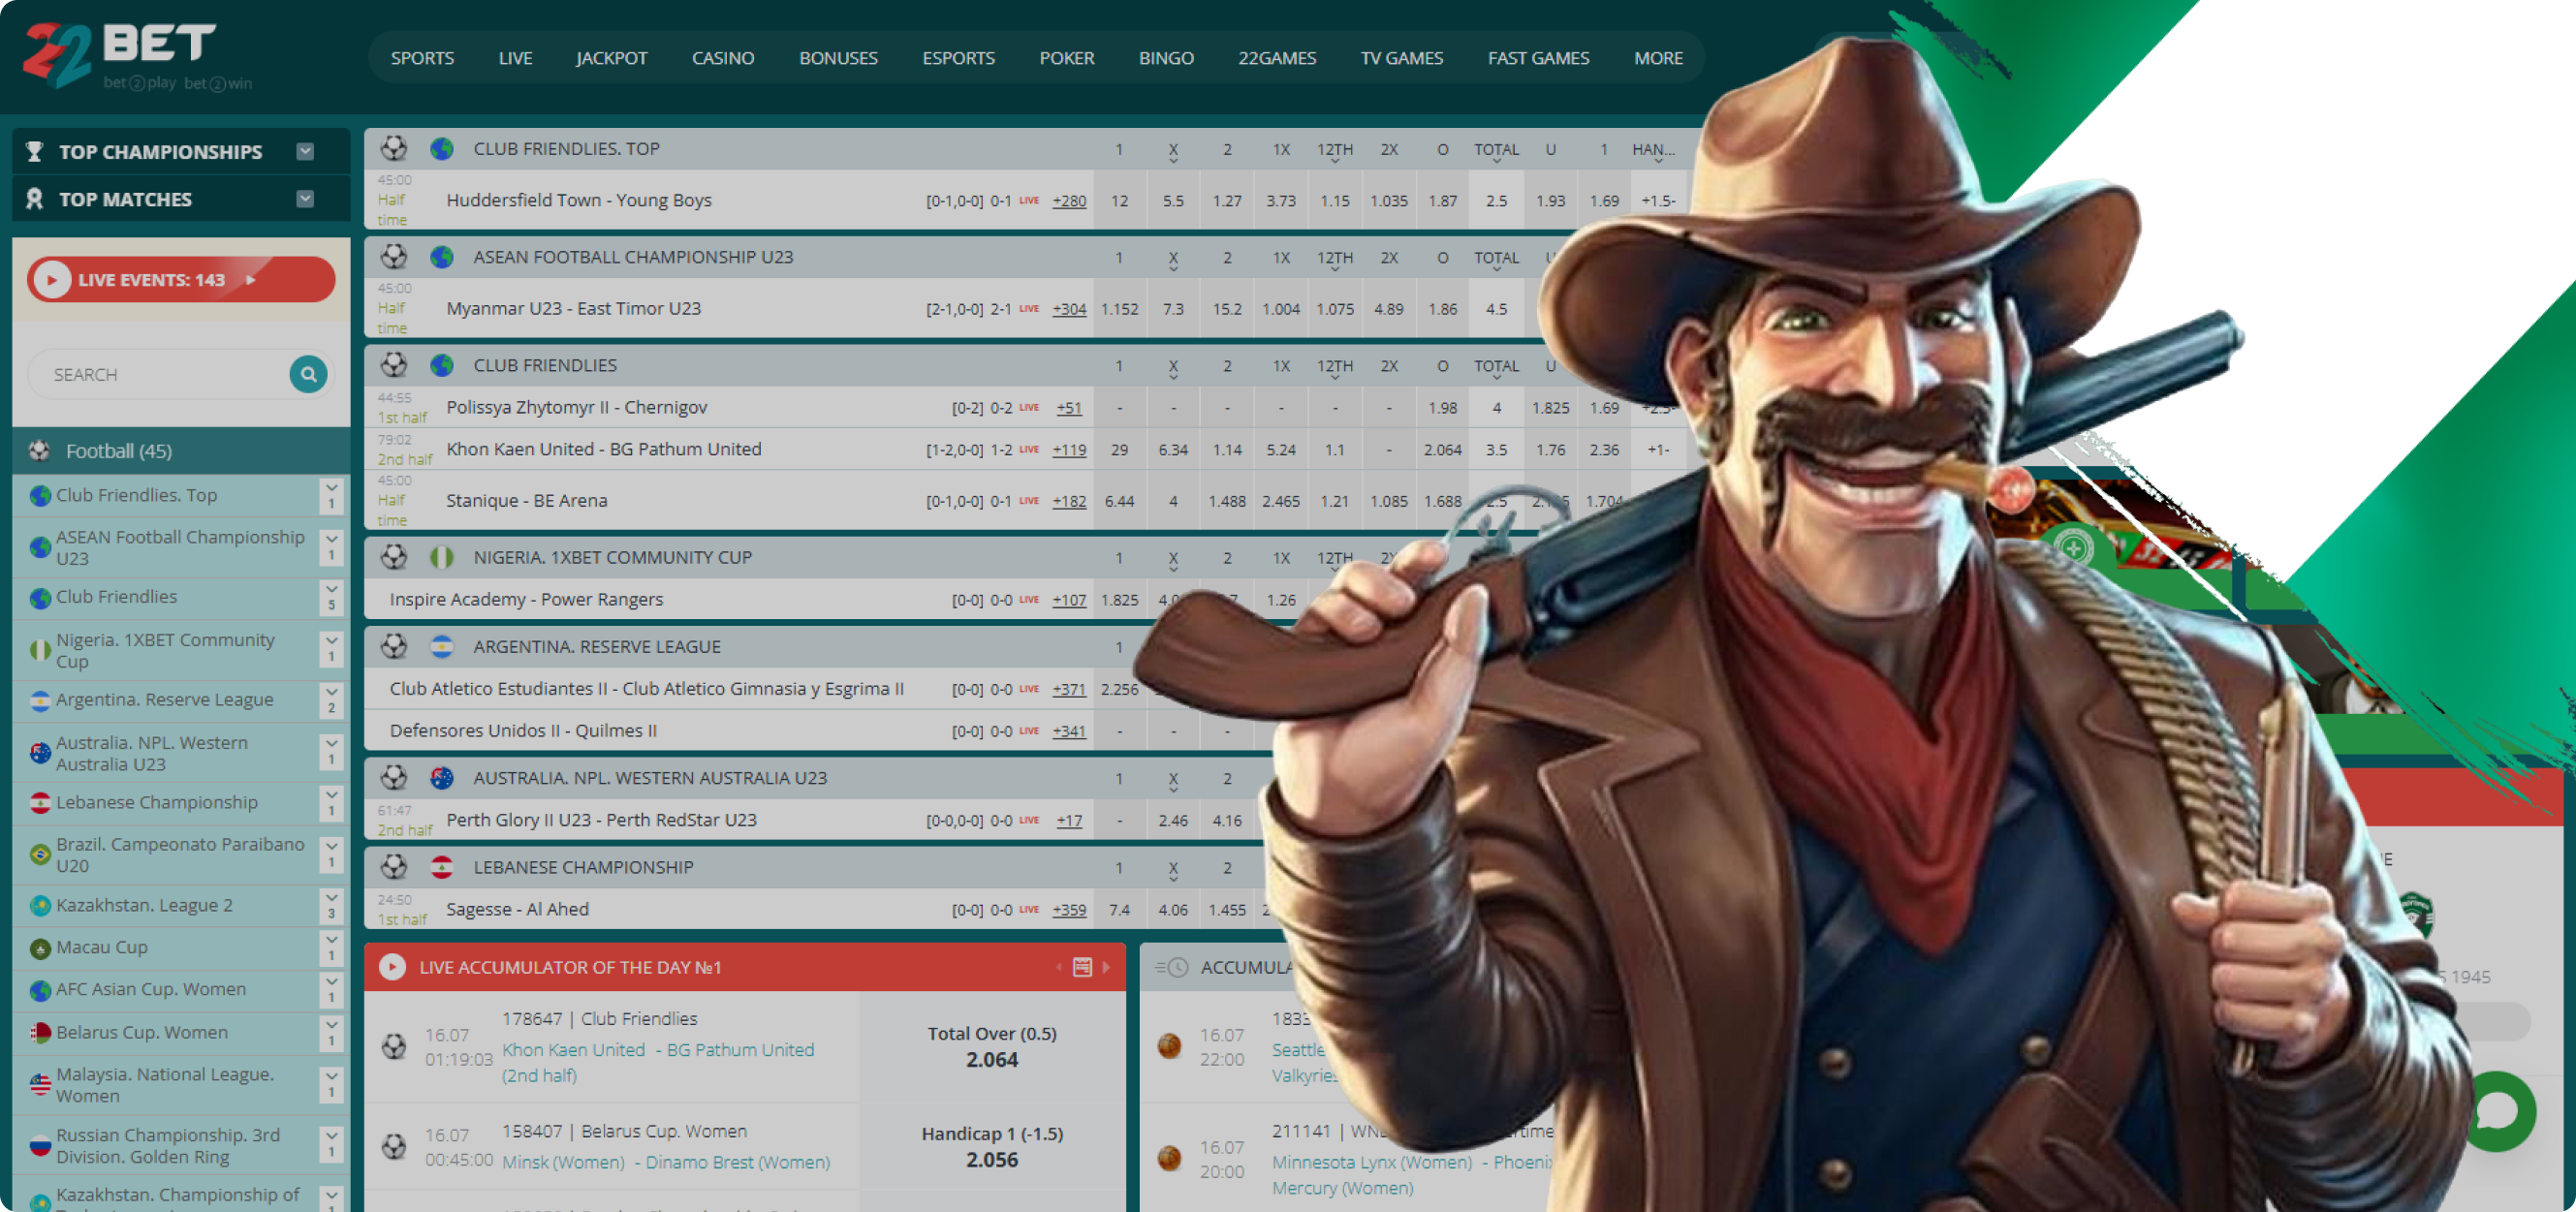 22 BET
bet 2 play bet 2 win
SPORTS LIVE JACKPOT CASINO BONUSES ESPORTS POKER BINGO 22GAMES TV GAMES FAST GAMES MORE
TOP CHAMPIONSHIPS
TOP MATCHES
LIVE EVENTS: 143
SEARCH
Football (45)
Club Friendlies. Top 1
ASEAN Football Championship
U23 1
Club Friendlies 5
Nigeria. 1XBET Community
Cup 1
Argentina. Reserve League 2
Australia. NPL. Western
Australia U23 1
Lebanese Championship 1
Brazil. Campeonato Paraibano
U20 1
Kazakhstan. League 2 3
Macau Cup 1
AFC Asian Cup. Women 1
Belarus Cup. Women 1
Malaysia. National League.
Women 1
Russian Championship. 3rd
Division. Golden Ring 1
Kazakhstan. Championship of
CLUB FRIENDLIES. TOP 1 X 2 1X 12TH 2X O TOTAL U 1 HAN...
45:00
Half
time
Huddersfield Town - Young Boys [0-1,0-0] 0-1 LIVE +280 12 5.5 1.27 3.73 1.15 1.035 1.87 2.5 1.93 1.69 +1.5-
ASEAN FOOTBALL CHAMPIONSHIP U23 1 X 2 1X 12TH 2X O TOTAL U
45:00
Half
time
Myanmar U23 - East Timor U23 [2-1,0-0] 2-1 LIVE +304 1.152 7.3 15.2 1.004 1.075 4.89 1.86 4.5
CLUB FRIENDLIES 1 X 2 1X 12TH 2X O TOTAL U
44:55
1st half
Polissya Zhytomyr II - Chernigov [0-2] 0-2 LIVE +51 - - - - - - 1.98 4 1.825 1.69 +2.5-
79:02
2nd half
Khon Kaen United - BG Pathum United [1-2,0-0] 1-2 LIVE +119 29 6.34 1.14 5.24 1.1 - 2.064 3.5 1.76 2.36 +1-
45:00
Half
time
Stanique - BE Arena [0-1,0-0] 0-1 LIVE +182 6.44 4 1.488 2.465 1.21 1.085 1.688 2.5 1.704
NIGERIA. 1XBET COMMUNITY CUP 1 X 2 1X 12TH 2X
Inspire Academy - Power Rangers [0-0] 0-0 LIVE +107 1.825 1.26
ARGENTINA. RESERVE LEAGUE 1
Club Atletico Estudiantes II - Club Atletico Gimnasia y Esgrima II [0-0] 0-0 LIVE +371 2.256
Defensores Unidos II - Quilmes II [0-0] 0-0 LIVE +341 - - -
AUSTRALIA. NPL. WESTERN AUSTRALIA U23 1 X 2
61:47
2nd half
Perth Glory II U23 - Perth RedStar U23 [0-0,0-0] 0-0 LIVE +17 - 2.46 4.16
LEBANESE CHAMPIONSHIP 1 X 2
24:50
1st half
Sagesse - Al Ahed [0-0] 0-0 LIVE +359 7.4 4.06 1.455 2
LIVE ACCUMULATOR OF THE DAY №1
16.07
01:19:03
178647 | Club Friendlies
Khon Kaen United - BG Pathum United
(2nd half)
Total Over (0.5)
2.064
16.07
00:45:00
158407 | Belarus Cup. Women
Minsk (Women) - Dinamo Brest (Women)
Handicap 1 (-1.5)
2.056
ACCUMULA
16.07
22:00
1833
Seattle
Valkyries
16.07
20:00
211141 | WN
Minnesota Lynx (Women) - Phoenix
Mercury (Women)
1945